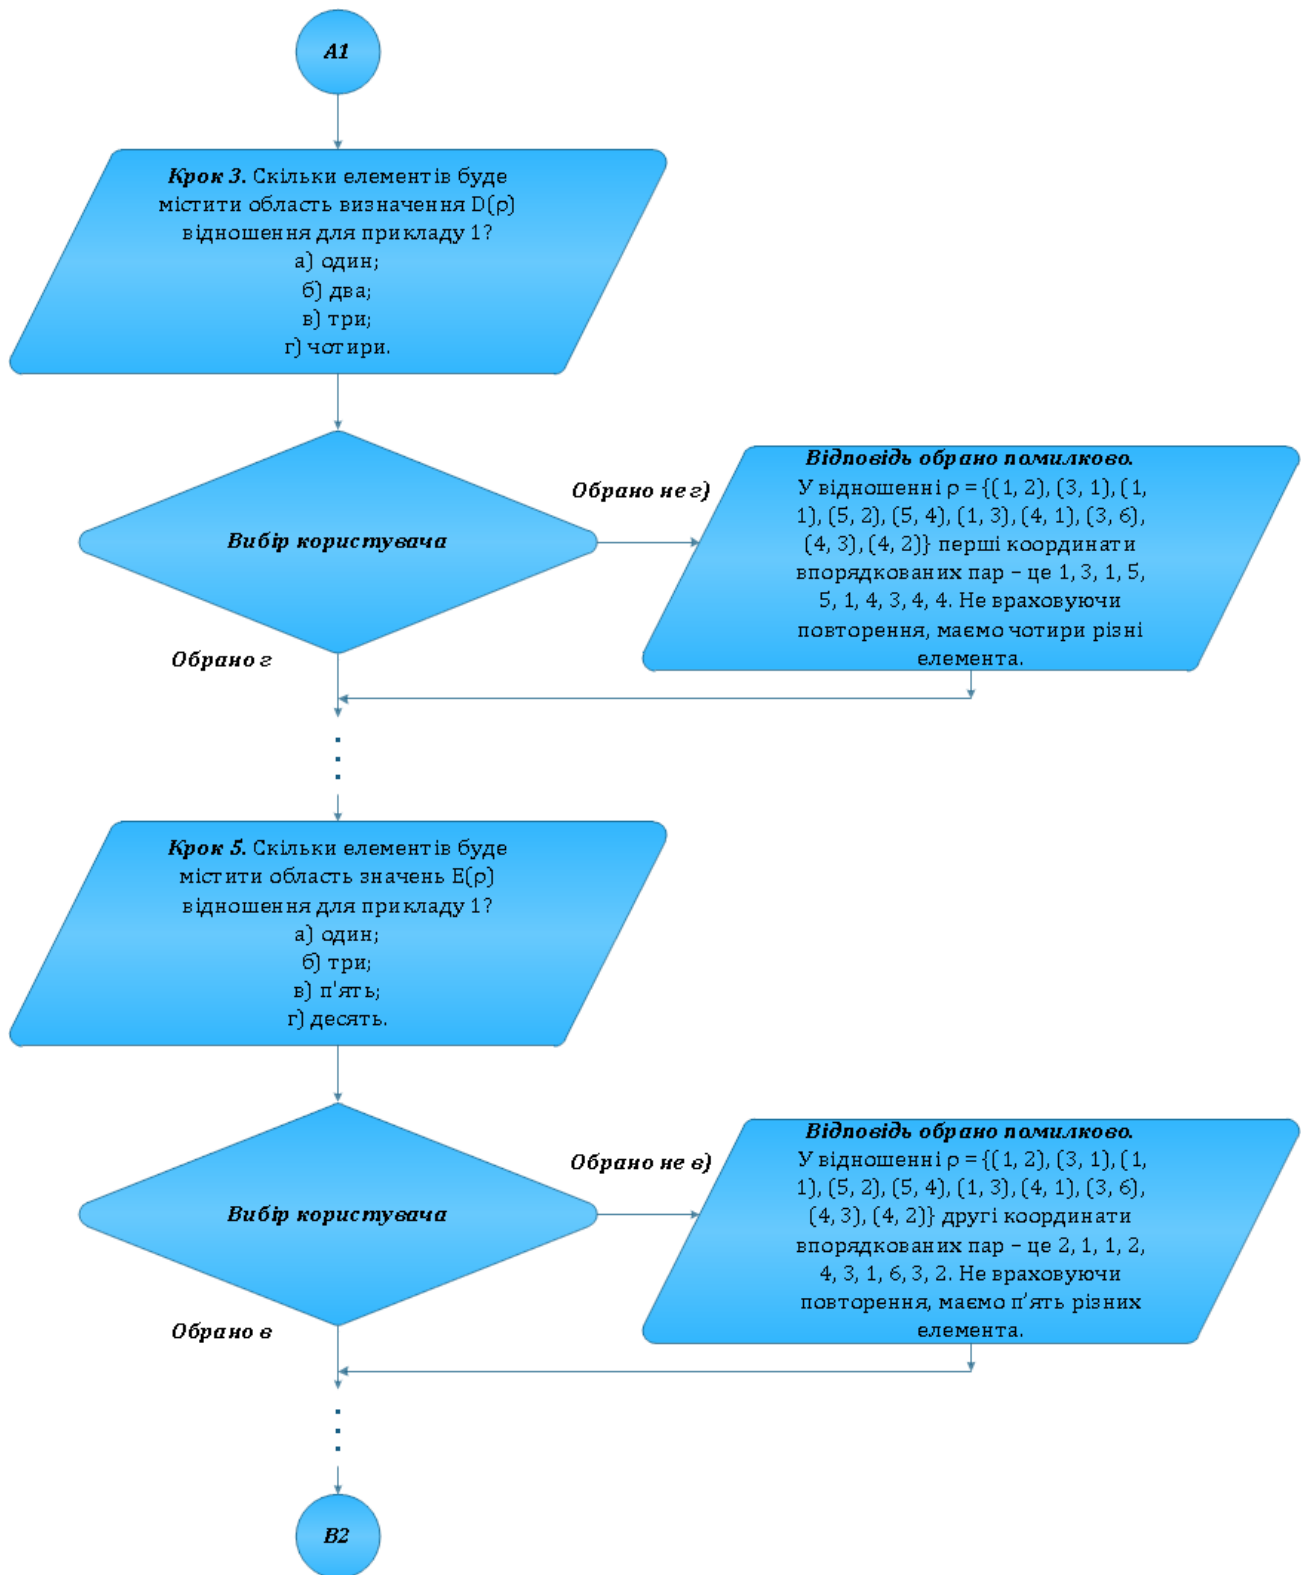 A1
Крок 3. Скільки елементів буде
містити область визначення D(ρ)
відношення для прикладу 1?
а) один;
б) два;
в) три;
г) чотири.
Вибір користувача
Обрано не г)
Відповідь обрано помилково.
У відношенні ρ = {(1, 2), (3, 1), (1,
1), (5, 2), (5, 4), (1, 3), (4, 1), (3, 6),
(4, 3), (4, 2)} перші координати
впорядкованих пар – це 1, 3, 1, 5,
5, 1, 4, 3, 4, 4. Не враховуючи
повторення, маємо чотири різні
елемента.
Обрано г
Крок 5. Скільки елементів буде
містити область значень E(ρ)
відношення для прикладу 1?
а) один;
б) три;
в) п'ять;
г) десять.
Вибір користувача
Обрано не в)
Відповідь обрано помилково.
У відношенні ρ = {(1, 2), (3, 1), (1,
1), (5, 2), (5, 4), (1, 3), (4, 1), (3, 6),
(4, 3), (4, 2)} другі координати
впорядкованих пар – це 2, 1, 1, 2,
4, 3, 1, 6, 3, 2. Не враховуючи
повторення, маємо п’ять різних
елемента.
Обрано в
B2